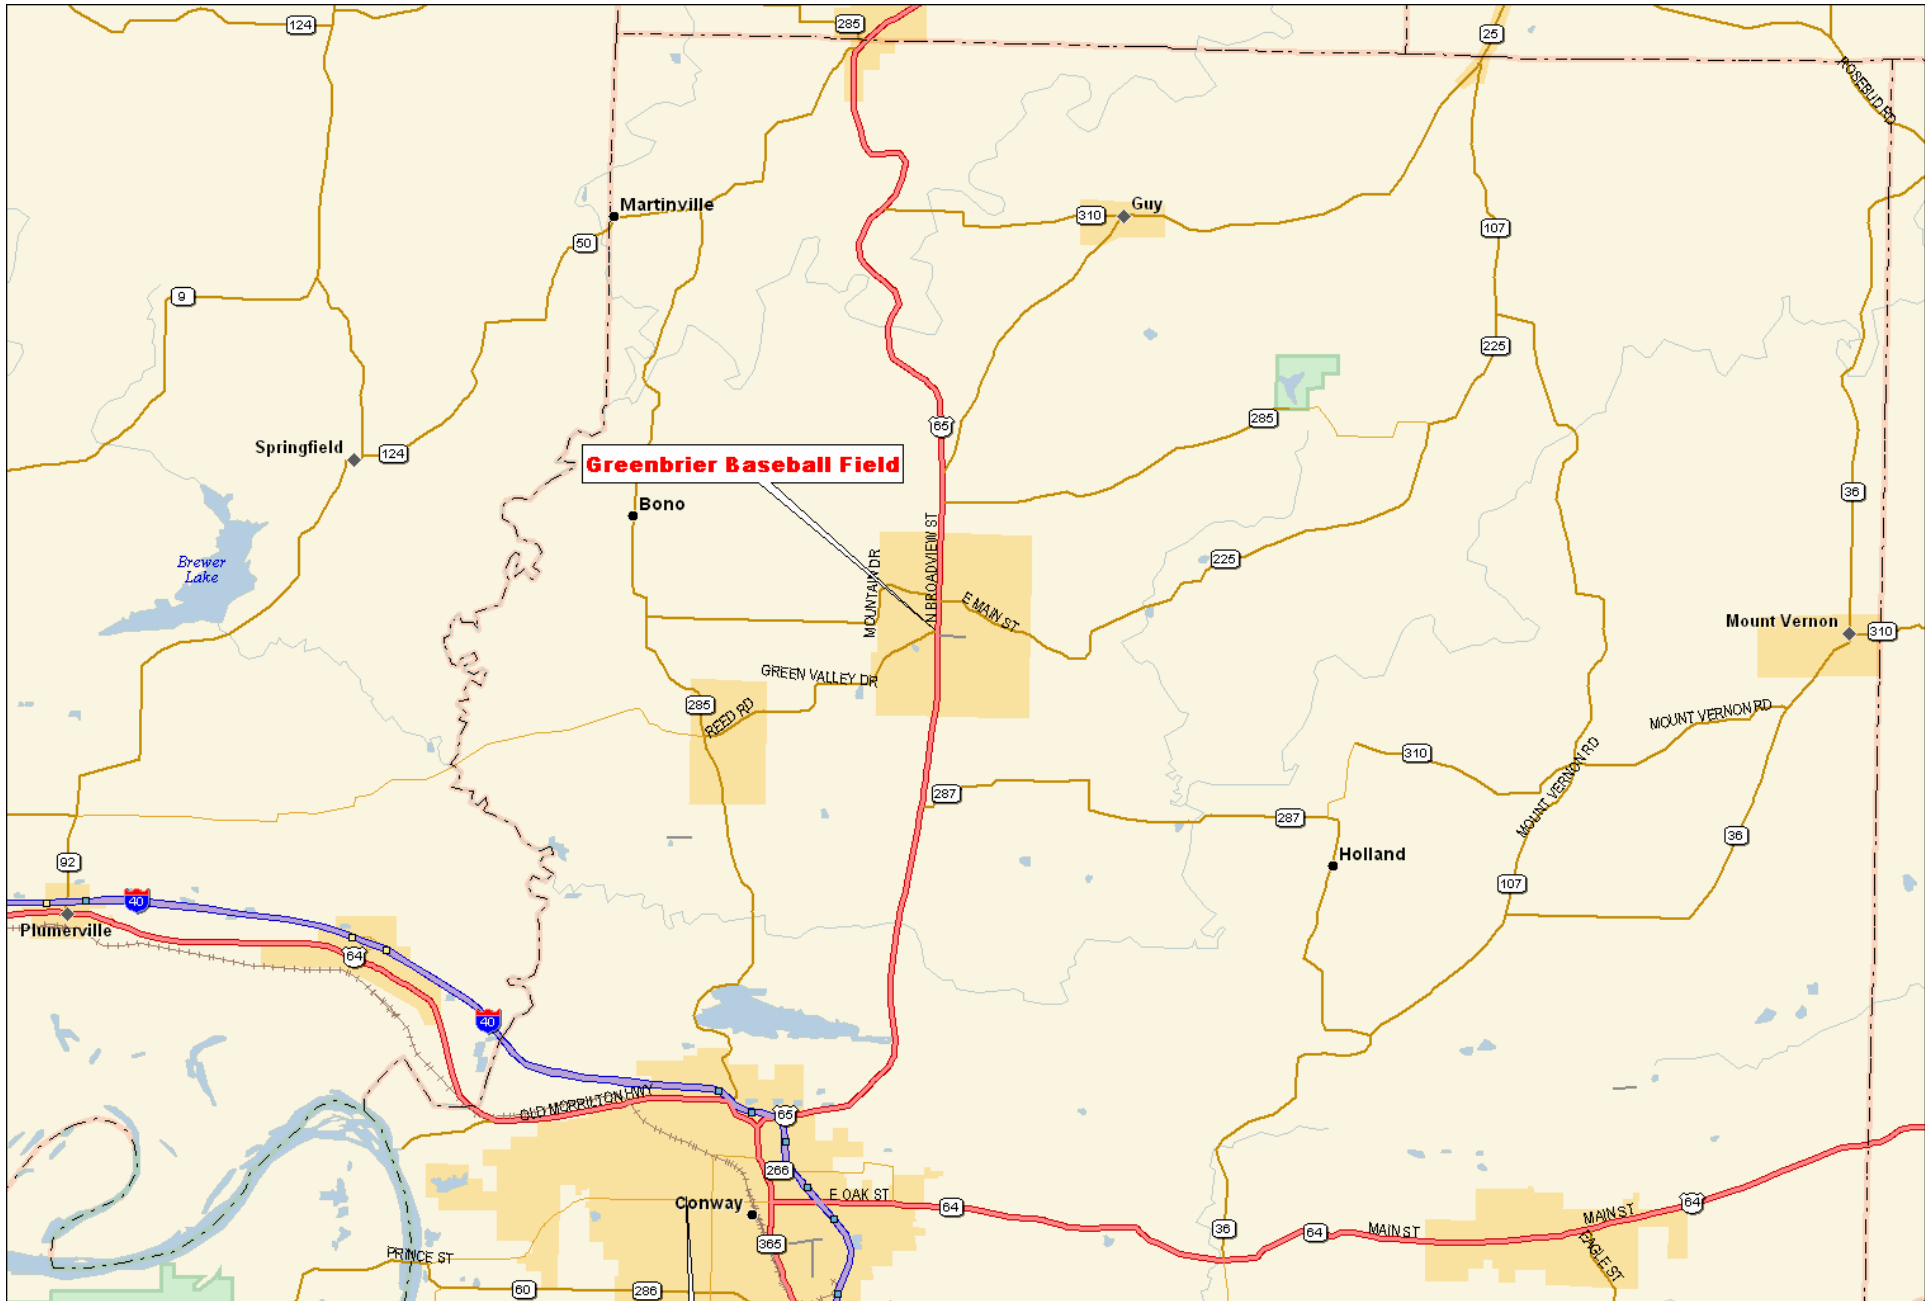 124
285
25
ROSEBUD RD
Martinville
Guy
310
107
50
9
225
65
285
Springfield
124
Greenbrier Baseball Field
36
Bono
N BROADVIEW ST
MOUNTAIN DR
225
Brewer
Lake
E MAIN ST
Mount Vernon
310
GREEN VALLEY DR
285
REED RD
MOUNT VERNON RD
310
MOUNT VERNON RD
287
287
36
Holland
92
107
40
Plumerville
64
40
OLD MORRILTON HWY
65
266
E OAK ST
Conway
64
64
MAIN ST
MAIN ST
64
36
365
EAGLE ST
PRINCE ST
60
286